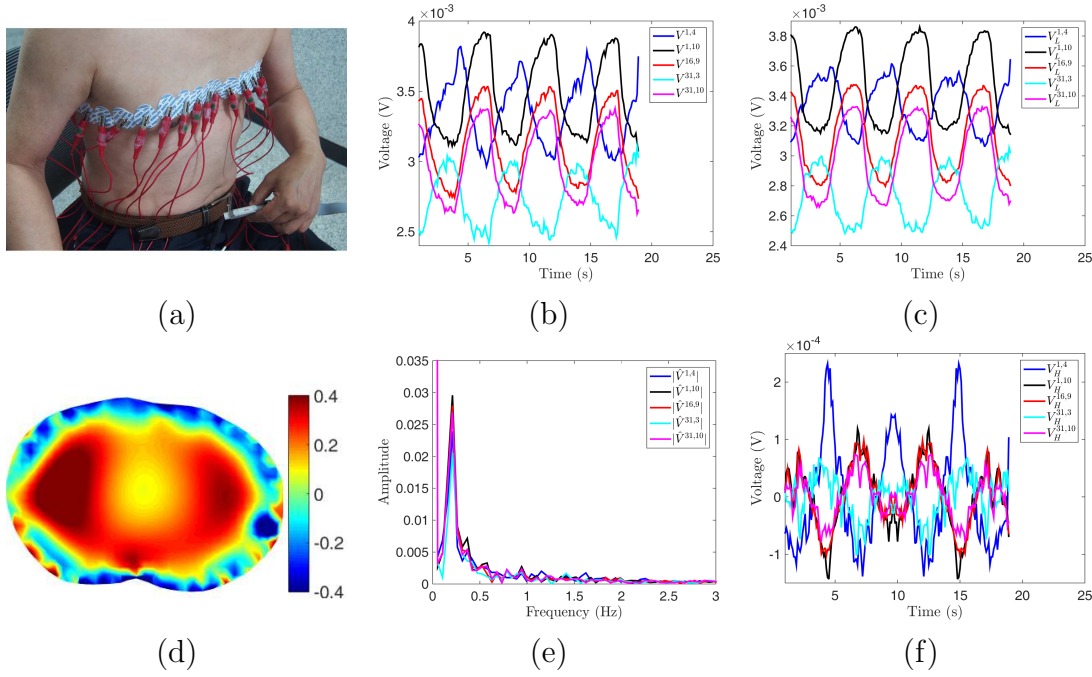 ×10⁻³
4
3.5
3
2.5
5
10
15
20
25
Voltage (V)
Time (s)
V^{1,4}
V^{1,10}
V^{16,9}
V^{31,3}
V^{31,10}
×10⁻³
3.8
3.6
3.4
3.2
3
2.8
2.6
2.4
5
10
15
20
25
Voltage (V)
Time (s)
V_L^{1,4}
V_L^{1,10}
V_L^{16,9}
V_L^{31,3}
V_L^{31,10}
(a)
(b)
(c)
0.4
0.2
0
-0.2
-0.4
0.035
0.03
0.025
0.02
0.015
0.01
0.005
0
0
0.5
1
1.5
2
2.5
3
Amplitude
Frequency (Hz)
|V̂^{1,4}|
|V̂^{1,10}|
|V̂^{16,9}|
|V̂^{31,3}|
|V̂^{31,10}|
×10⁻⁴
2
1
0
-1
5
10
15
20
25
Voltage (V)
Time (s)
V_H^{1,4}
V_H^{1,10}
V_H^{16,9}
V_H^{31,3}
V_H^{31,10}
(d)
(e)
(f)